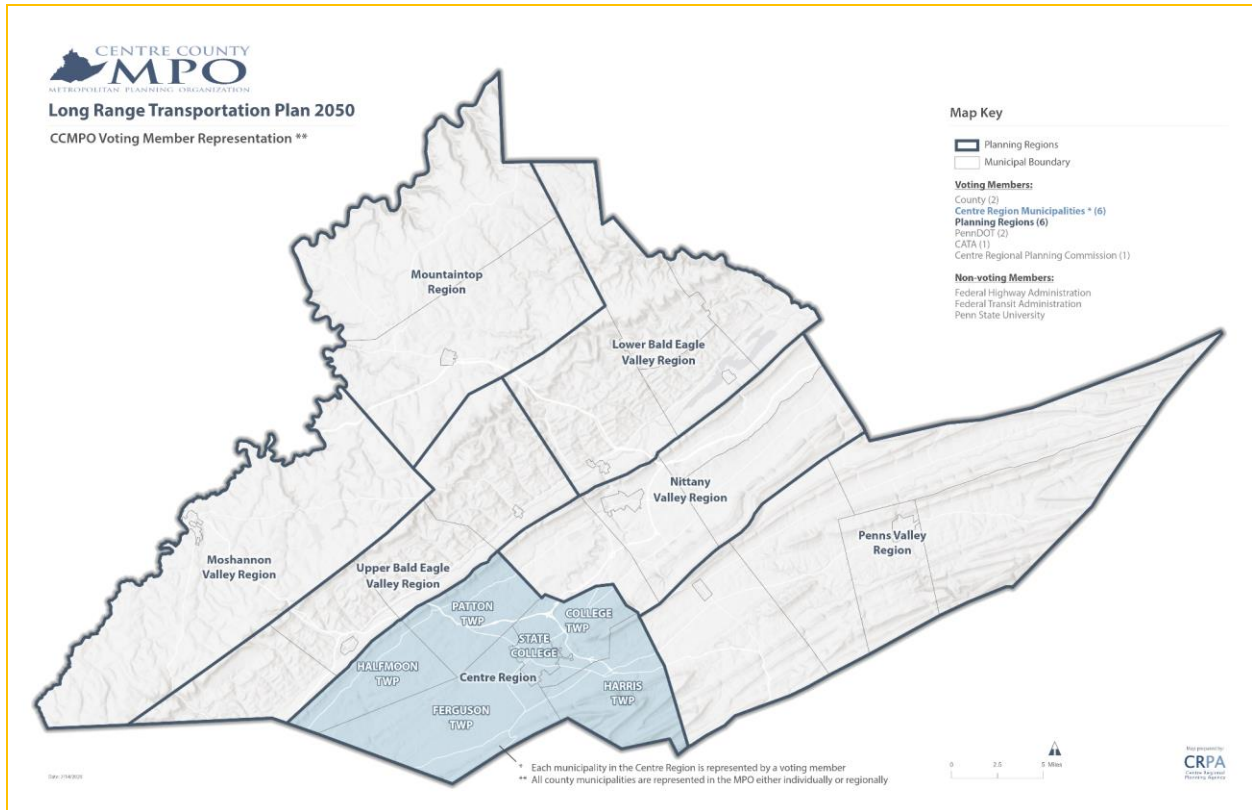 CENTRE COUNTY
MPO
METROPOLITAN PLANNING ORGANIZATION
Long Range Transportation Plan 2050
CCMPO Voting Member Representation **
Map Key
Planning Regions
Municipal Boundary
Voting Members:
County (2)
Centre Region Municipalities * (6)
Planning Regions (6)
PennDOT (2)
CATA (1)
Centre Regional Planning Commission (1)
Non-voting Members:
Federal Highway Administration
Federal Transit Administration
Penn State University
Mountaintop
Region
Lower Bald Eagle
Valley Region
Nittany
Valley Region
Penns Valley
Region
Moshannon
Valley Region
Upper Bald Eagle
Valley Region
PATTON
TWP
COLLEGE
TWP
STATE
COLLEGE
HALFMOON
TWP
Centre Region
HARRIS
TWP
FERGUSON
TWP
* Each municipality in the Centre Region is represented by a voting member
** All county municipalities are represented in the MPO either individually or regionally
0 2.5 5 Miles
Map prepared by:
CRPA
Centre Regional
Planning Agency
Date: